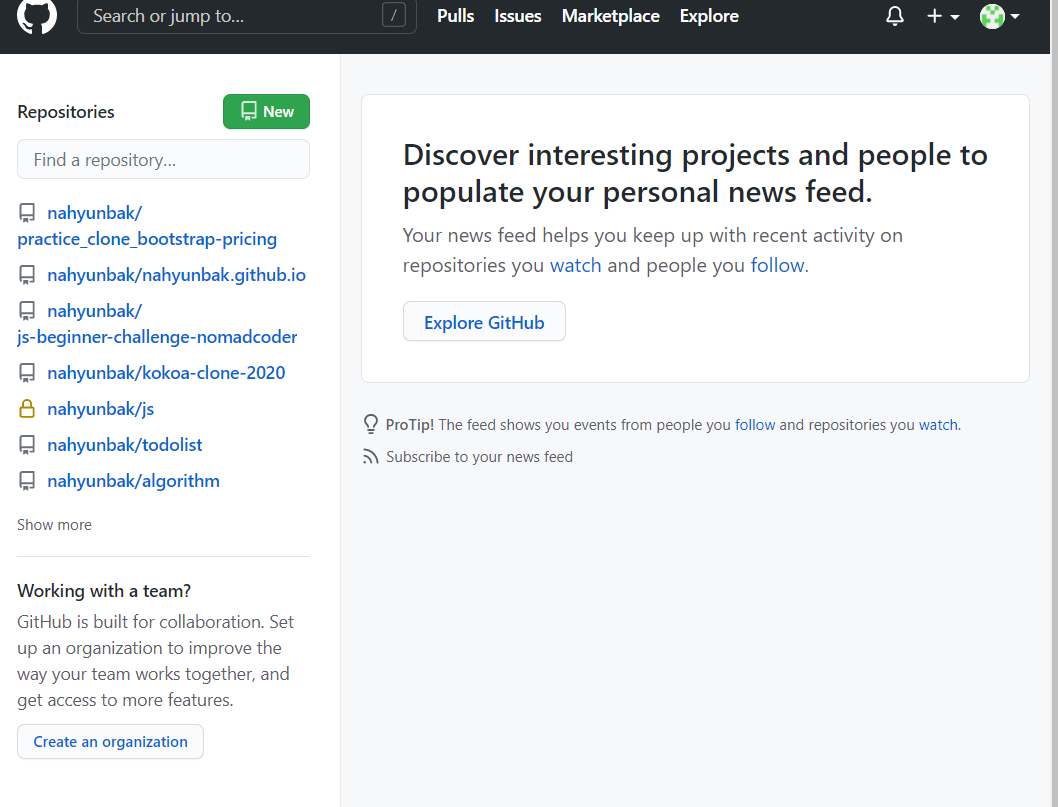 Search or jump to...
/
Pulls Issues Marketplace Explore
Repositories
New
Find a repository...
nahyunbak/
practice_clone_bootstrap-pricing
nahyunbak/nahyunbak.github.io
nahyunbak/
js-beginner-challenge-nomadcoder
nahyunbak/kokoa-clone-2020
nahyunbak/js
nahyunbak/todolist
nahyunbak/algorithm
Show more
Working with a team?
GitHub is built for collaboration. Set
up an organization to improve the
way your team works together, and
get access to more features.
Create an organization
Discover interesting projects and people to
populate your personal news feed.
Your news feed helps you keep up with recent activity on
repositories you watch and people you follow.
Explore GitHub
ProTip! The feed shows you events from people you follow and repositories you watch.
Subscribe to your news feed